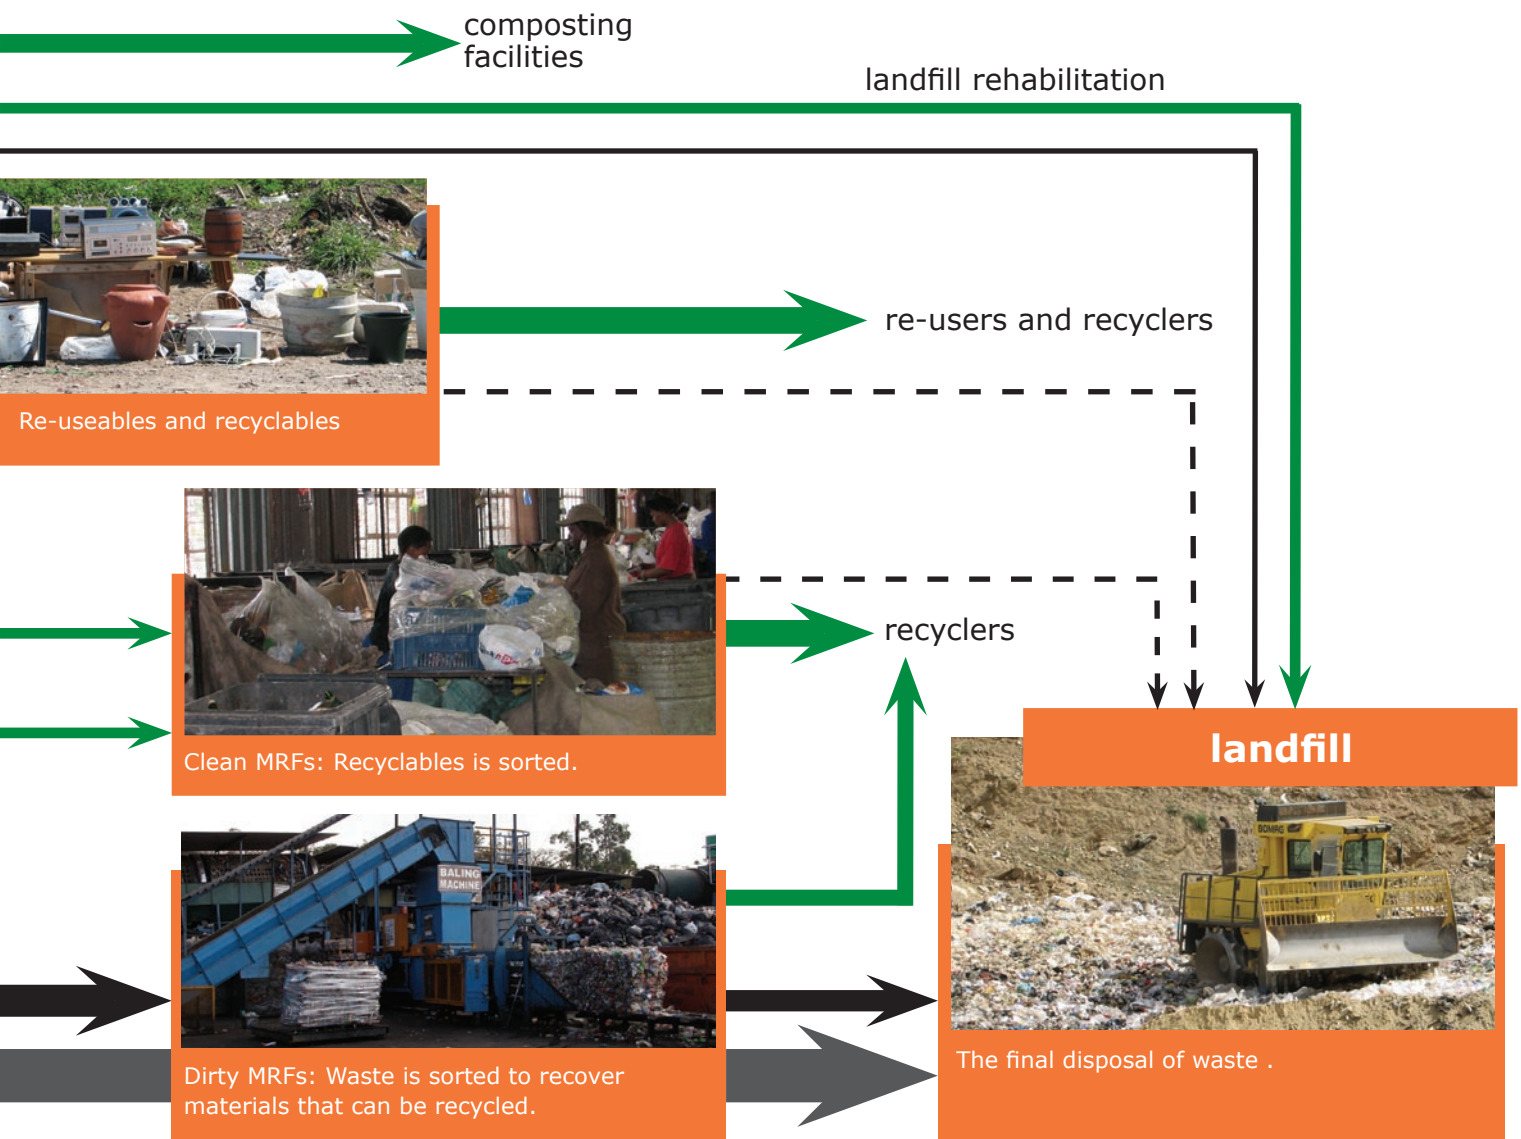 composting
facilities
landfill rehabilitation
Re-useables and recyclables
re-users and recyclers
Clean MRFs: Recyclables is sorted.
recyclers
BALING
MACHINE
Dirty MRFs: Waste is sorted to recover
materials that can be recycled.
landfill
BOMAG
The final disposal of waste .